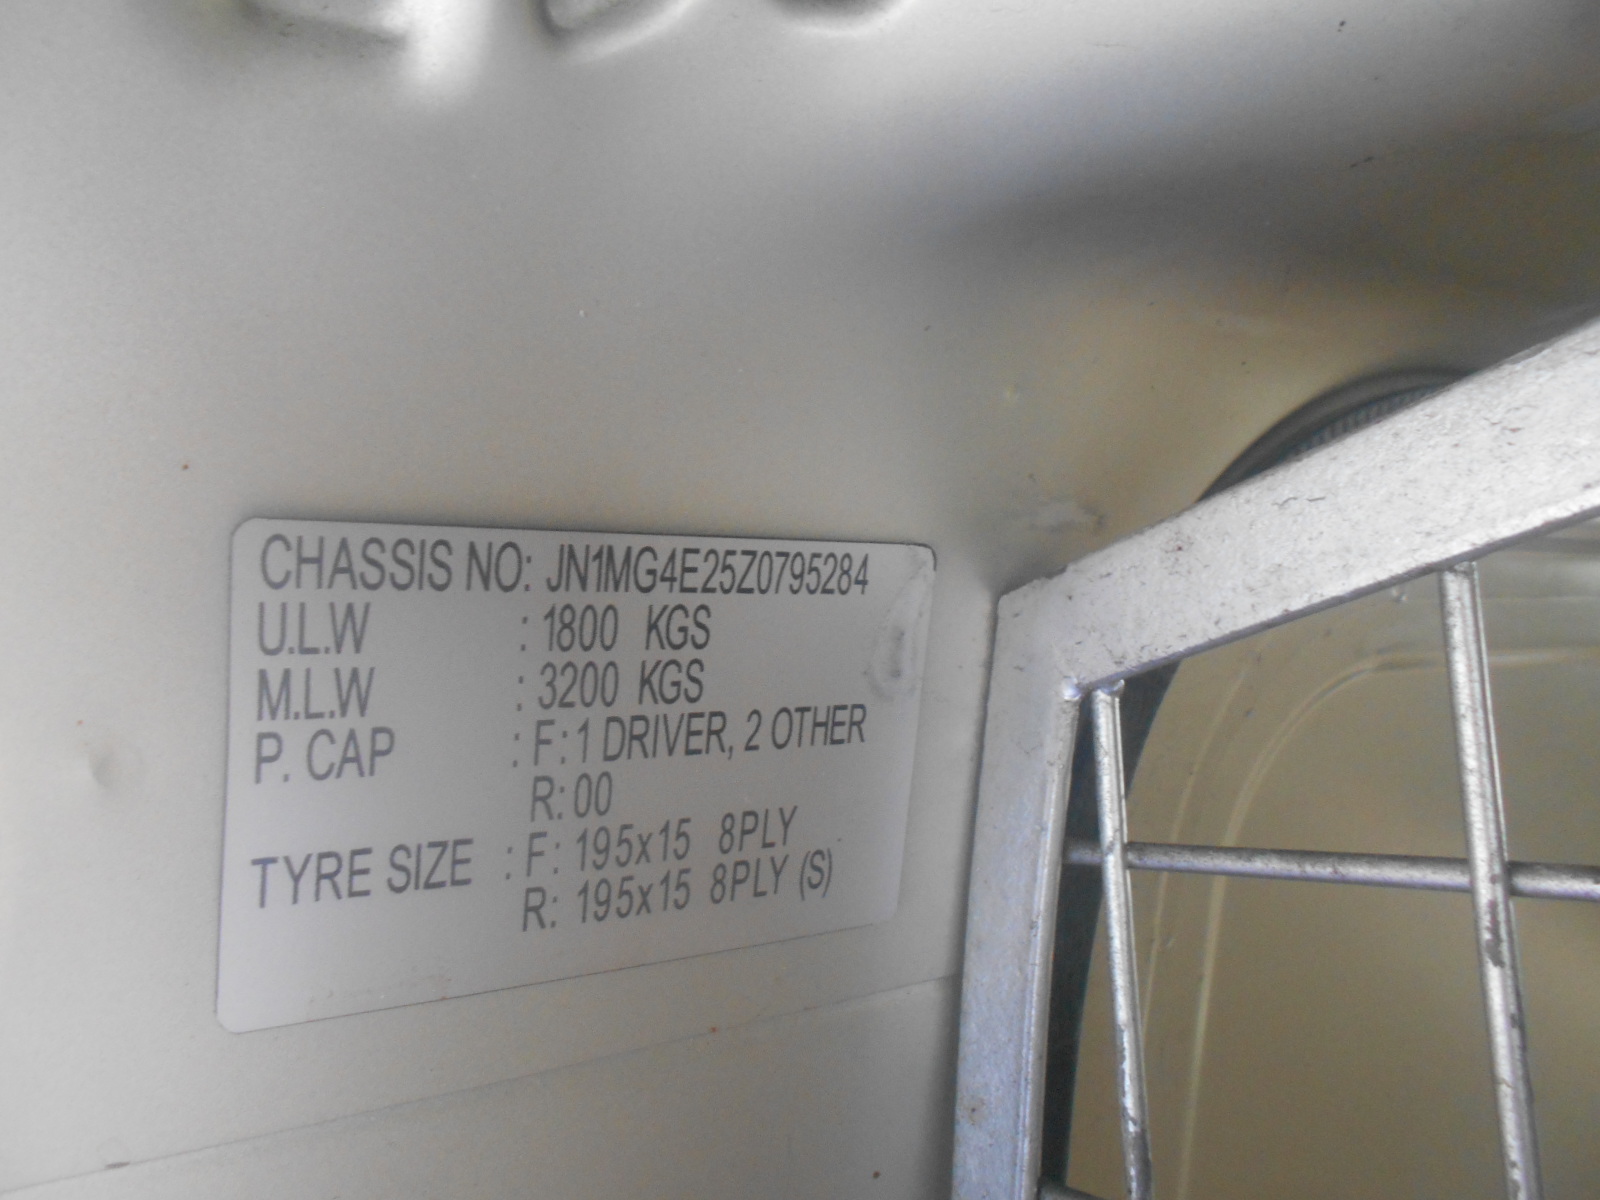 CHASSIS NO: JN1MG4E25Z0795284
U.L.W : 1800 KGS
M.L.W : 3200 KGS
P. CAP : F: 1 DRIVER, 2 OTHER
R: 00
TYRE SIZE : F: 195x15 8PLY
R: 195x15 8PLY (S)